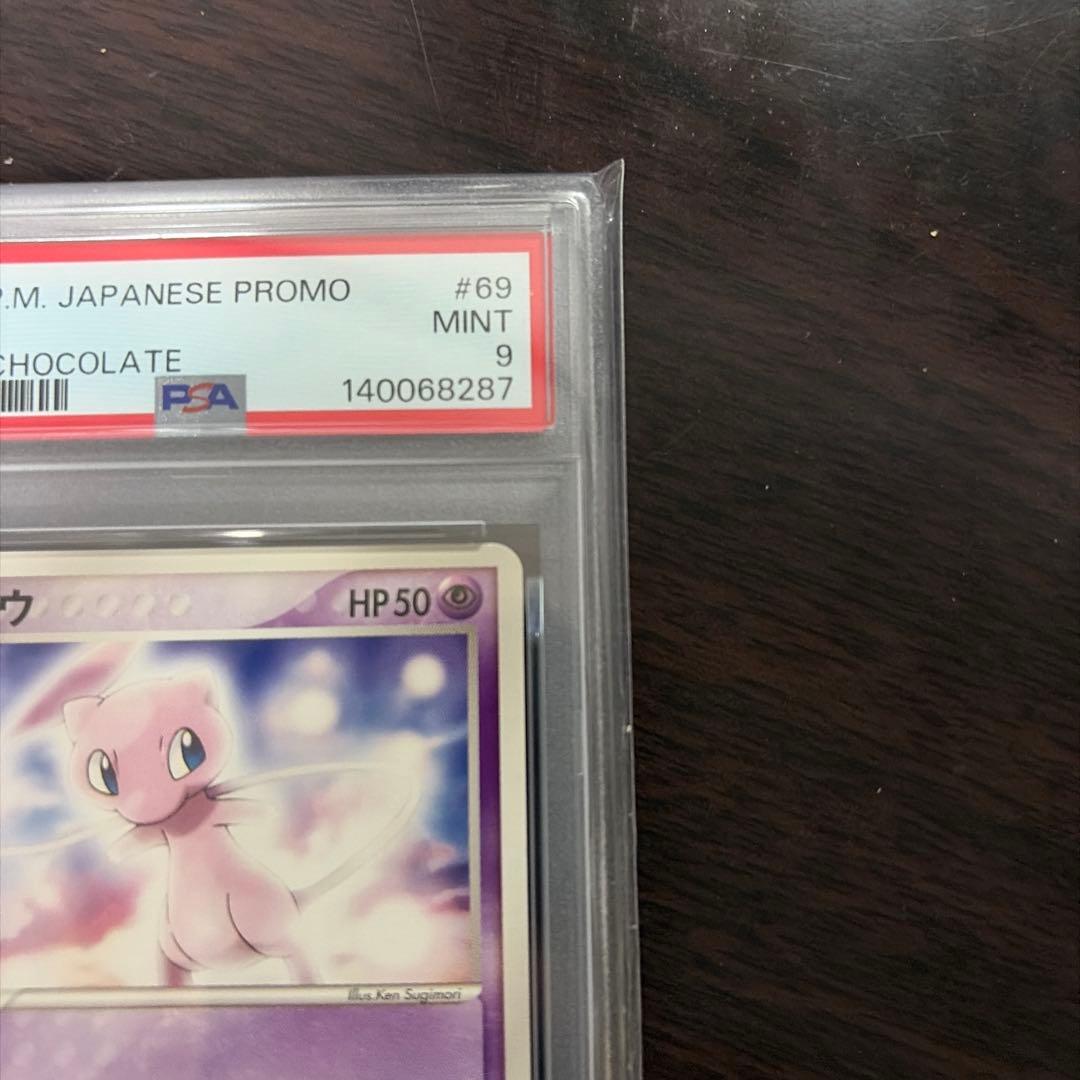 P.M. JAPANESE PROMO #69
MINT
CHOCOLATE 9
PSA 140068287
ウ HP50
Illus.Ken Sugimori